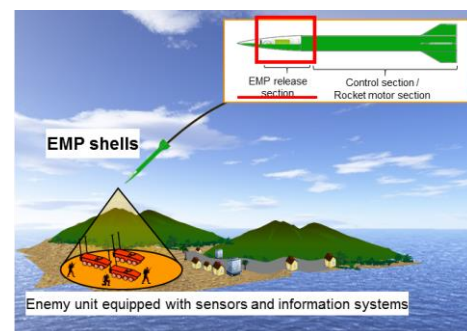 EMP release
section
Control section /
Rocket motor section
EMP shells
Enemy unit equipped with sensors and information systems